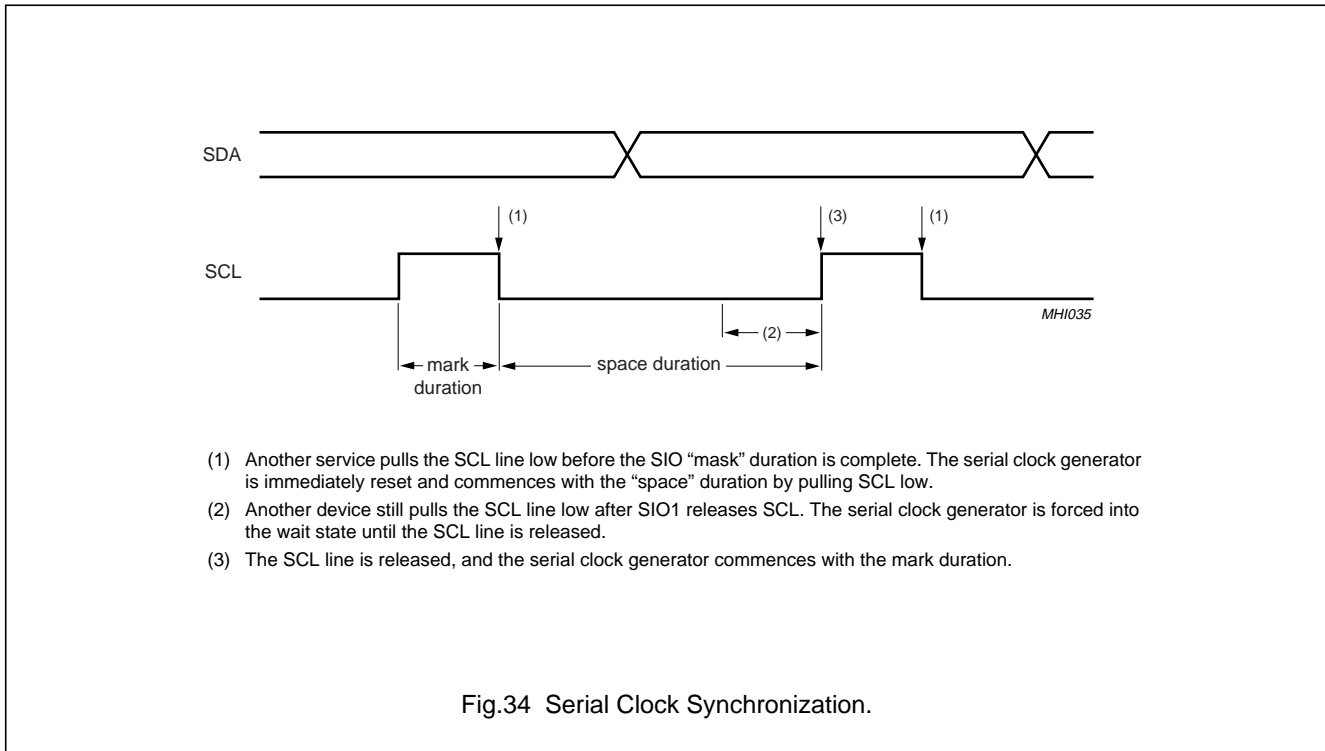 SDA
(1)
(3)
(1)
SCL
MHI035
(2)
mark
duration
space duration
(1) Another service pulls the SCL line low before the SIO “mask” duration is complete. The serial clock generator
is immediately reset and commences with the “space” duration by pulling SCL low.
(2) Another device still pulls the SCL line low after SIO1 releases SCL. The serial clock generator is forced into
the wait state until the SCL line is released.
(3) The SCL line is released, and the serial clock generator commences with the mark duration.
Fig.34 Serial Clock Synchronization.